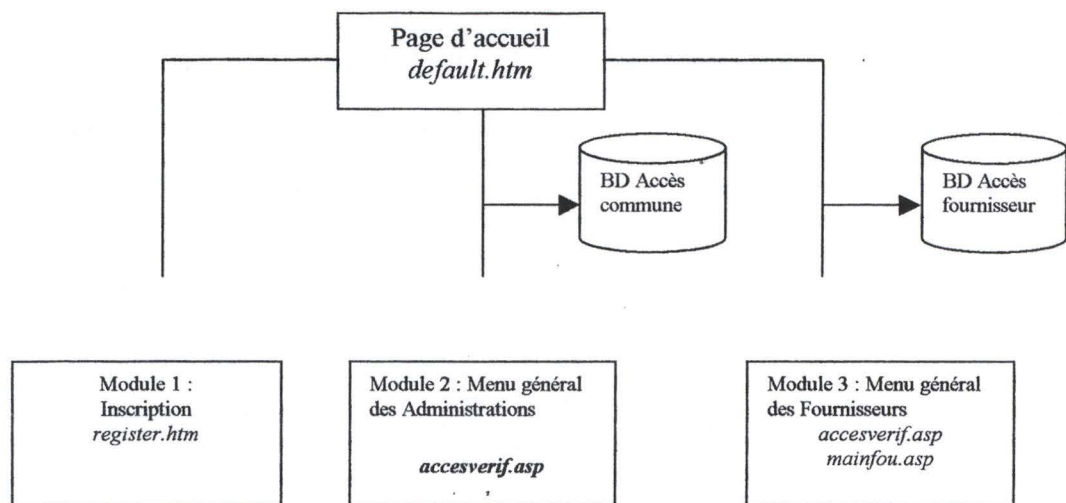 Page d'accueil
default.htm
BD Accès
commune
BD Accès
fournisseur
Module 1 :
Inscription
register.htm
Module 2 : Menu général
des Administrations
accesverif.asp
Module 3 : Menu général
des Fournisseurs
accesverif.asp
mainfou.asp